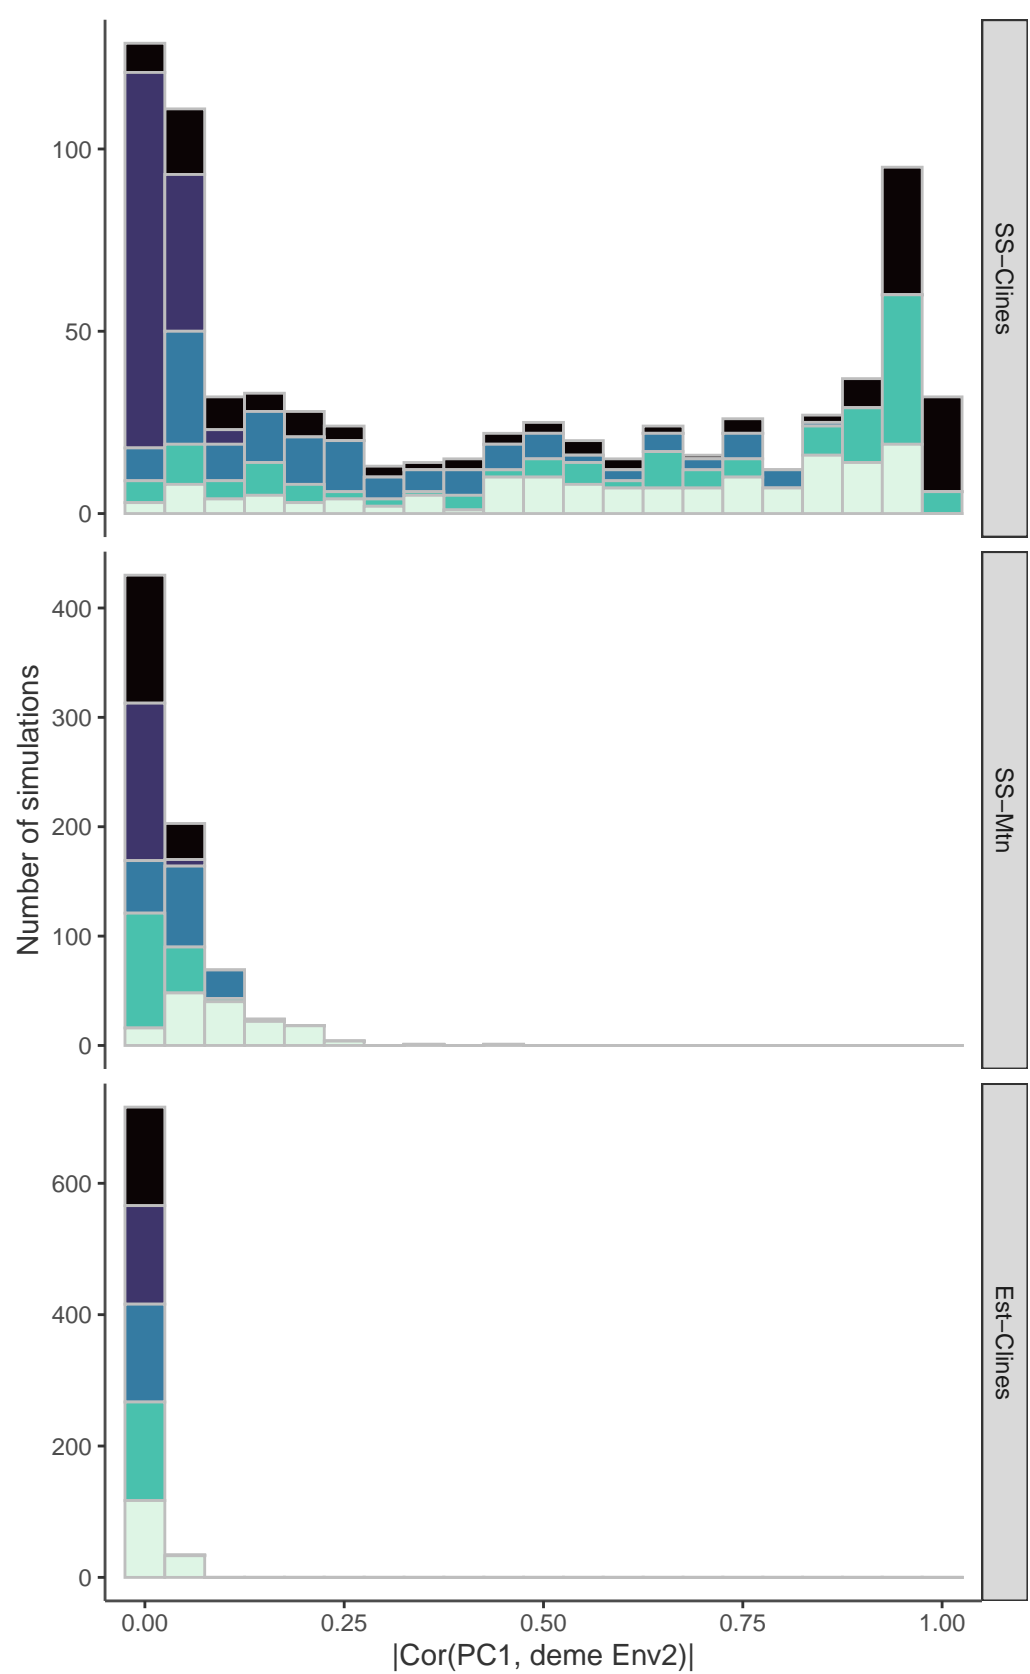 100
50
0
SS−Clines
400
300
200
100
0
SS−Mtn
Number of simulations
600
400
200
0
Est−Clines
0.00 0.25 0.50 0.75 1.00
|Cor(PC1, deme Env2)|